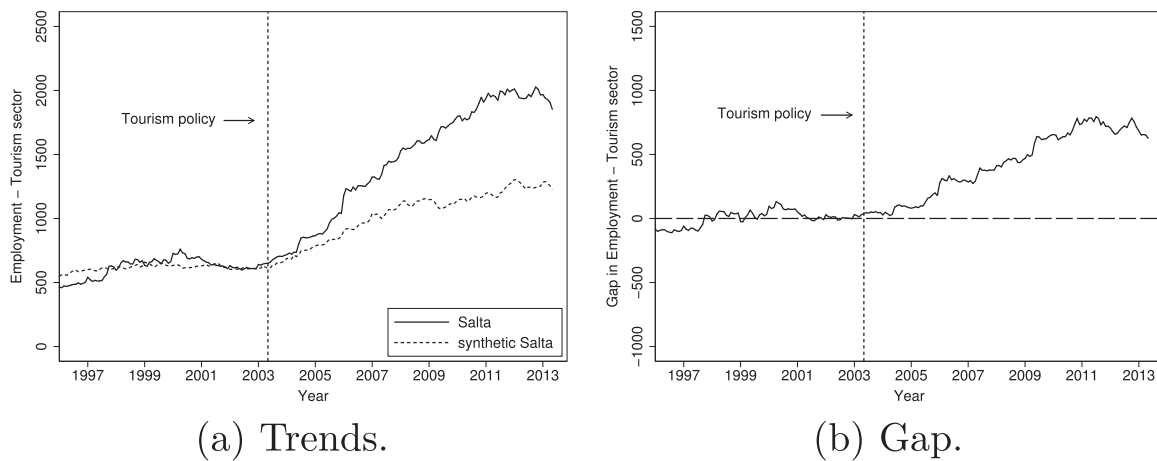 Employment – Tourism sector
2500
2000
1500
1000
500
0
Tourism policy
Salta
synthetic Salta
1997 1999 2001 2003 2005 2007 2009 2011 2013
Year
(a) Trends.
Gap in Employment – Tourism sector
1500
1000
500
0
−500
−1000
Tourism policy
1997 1999 2001 2003 2005 2007 2009 2011 2013
Year
(b) Gap.